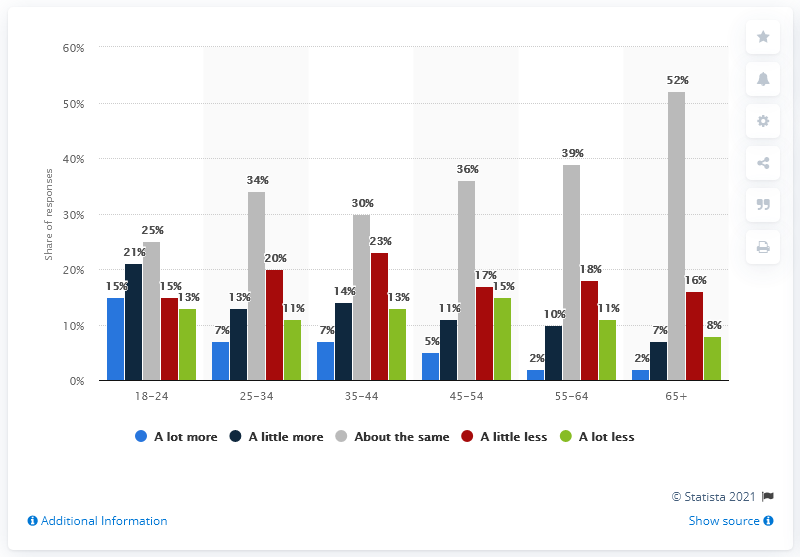 60%
50%
40%
30%
20%
10%
0%
Share of responses
15% 21% 25% 15% 13%
7% 13% 34% 20% 11%
7% 14% 30% 23% 13%
5% 11% 36% 17% 15%
2% 10% 39% 18% 11%
2% 7% 52% 16% 8%
18-24 25-34 35-44 45-54 55-64 65+
A lot more A little more About the same A little less A lot less
© Statista 2021
Additional Information Show source